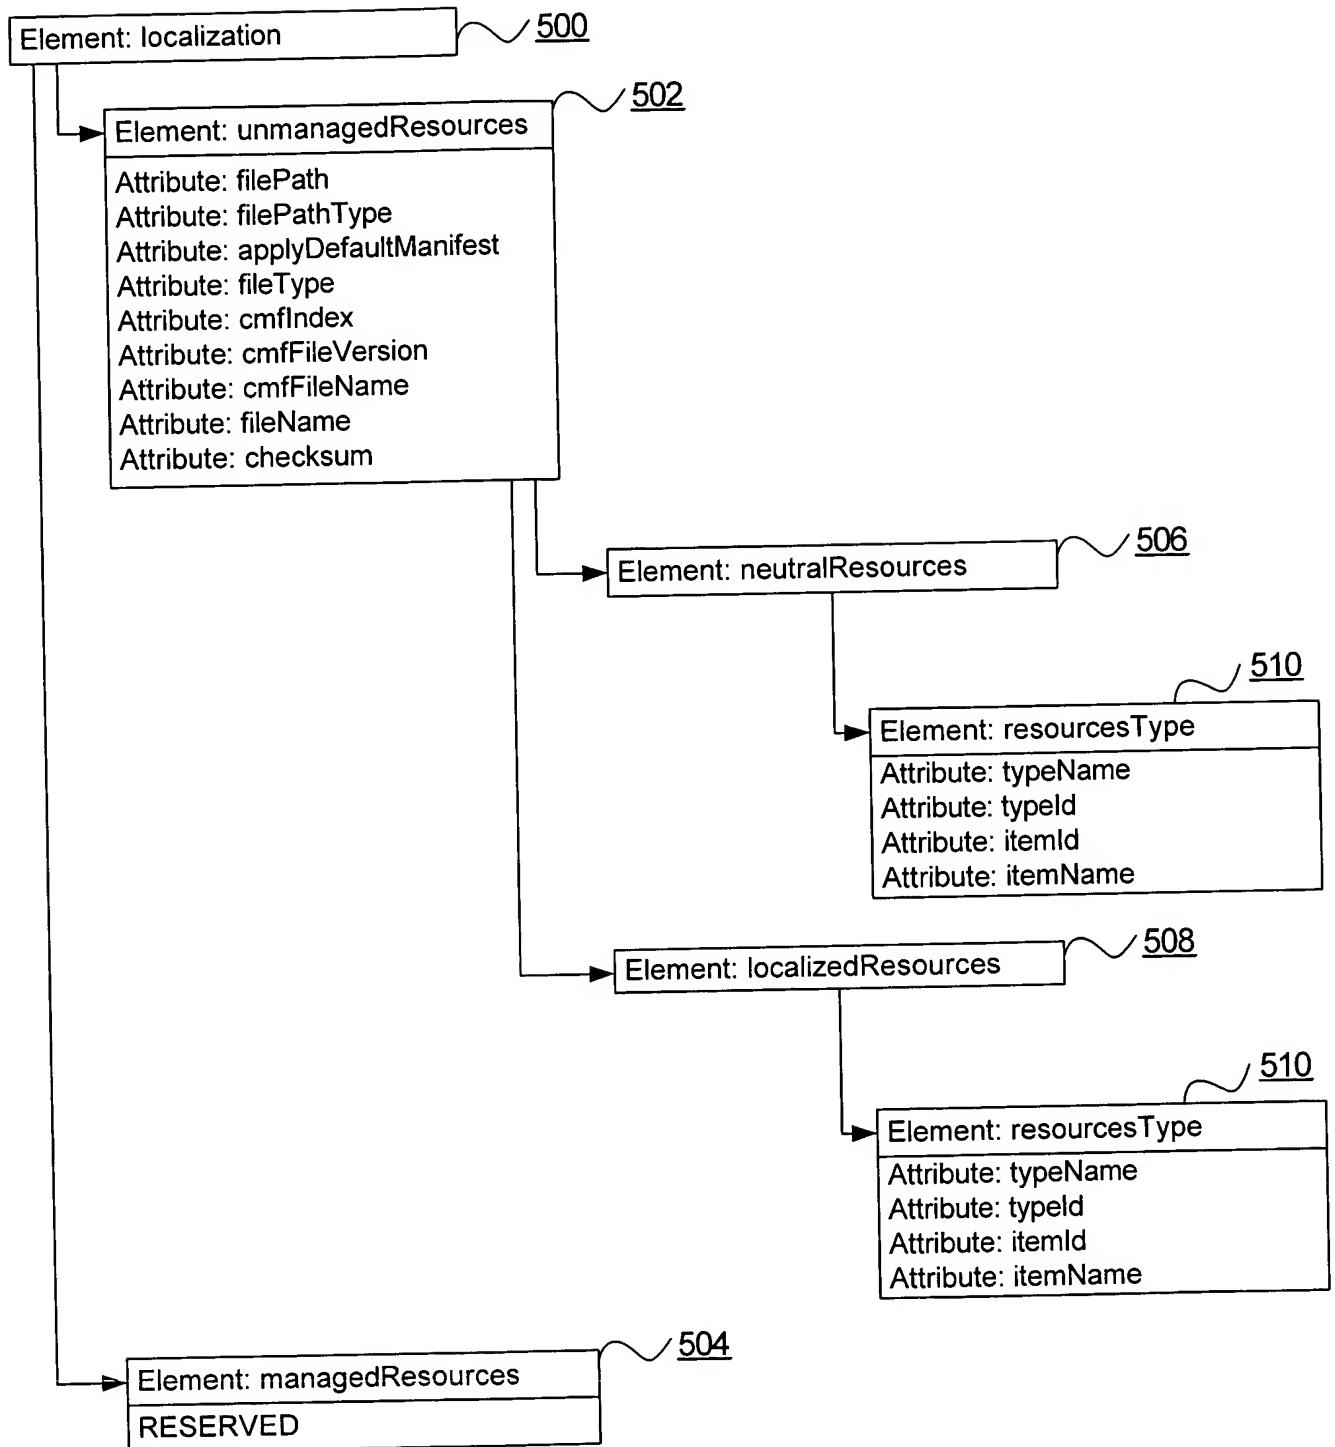 Element: localization
500
502
Element: unmanagedResources
Attribute: filePath
Attribute: filePathType
Attribute: applyDefaultManifest
Attribute: fileType
Attribute: cmfIndex
Attribute: cmfFileVersion
Attribute: cmfFileName
Attribute: fileName
Attribute: checksum
506
Element: neutralResources
510
Element: resourcesType
Attribute: typeName
Attribute: typeId
Attribute: itemId
Attribute: itemName
508
Element: localizedResources
510
Element: resourcesType
Attribute: typeName
Attribute: typeId
Attribute: itemId
Attribute: itemName
504
Element: managedResources
RESERVED